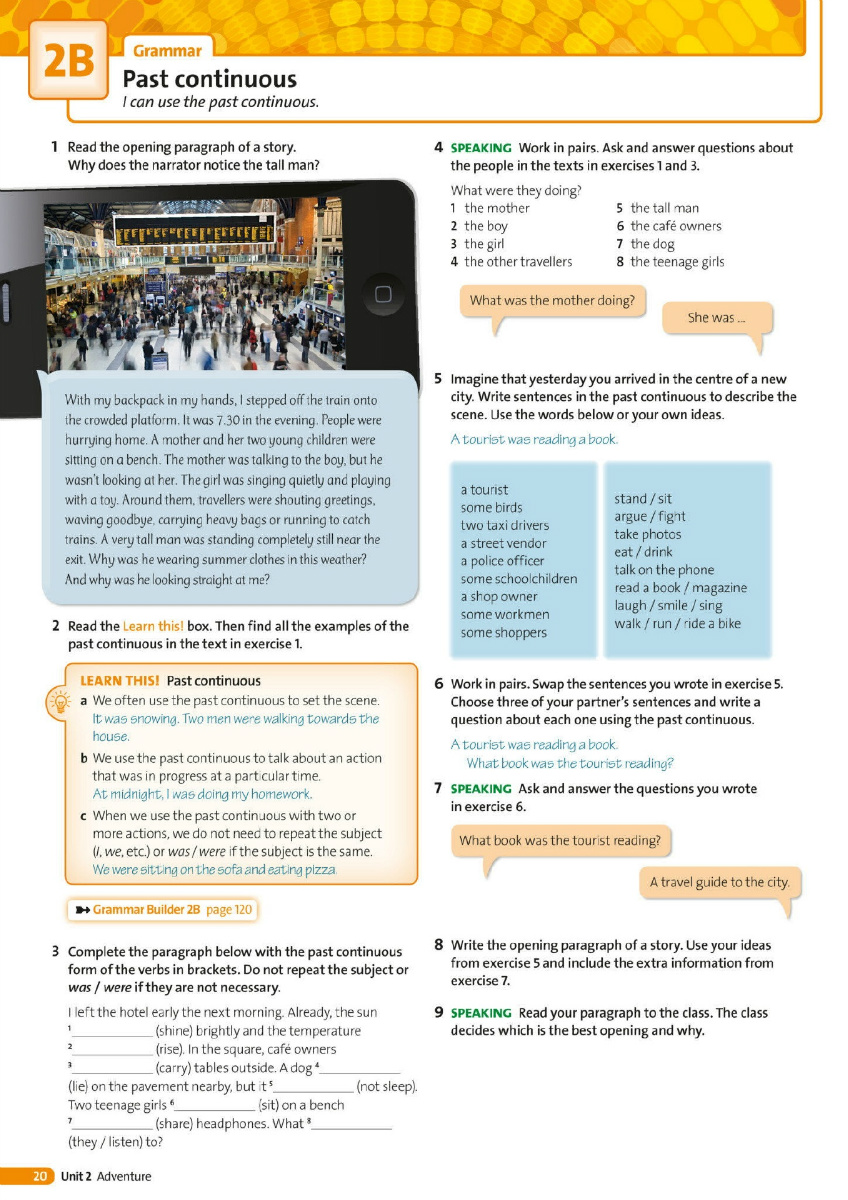 2B
Grammar
Past continuous
I can use the past continuous.
1 Read the opening paragraph of a story.
Why does the narrator notice the tall man?
With my backpack in my hands, I stepped off the train onto
the crowded platform. It was 7.30 in the evening. People were
hurrying home. A mother and her two young children were
sitting on a bench. The mother was talking to the boy, but he
wasn't looking at her. The girl was singing quietly and playing
with a toy. Around them, travellers were shouting greetings,
waving goodbye, carrying heavy bags or running to catch
trains. A very tall man was standing completely still near the
exit. Why was he wearing summer clothes in this weather?
And why was he looking straight at me?
2 Read the Learn this! box. Then find all the examples of the
past continuous in the text in exercise 1.
LEARN THIS! Past continuous
a We often use the past continuous to set the scene.
It was snowing. Two men were walking towards the
house.
b We use the past continuous to talk about an action
that was in progress at a particular time.
At midnight, I was doing my homework.
c When we use the past continuous with two or
more actions, we do not need to repeat the subject
(I, we, etc.) or was / were if the subject is the same.
We were sitting on the sofa and eating pizza.
Grammar Builder 2B page 120
3 Complete the paragraph below with the past continuous
form of the verbs in brackets. Do not repeat the subject or
was / were if they are not necessary.
I left the hotel early the next morning. Already, the sun
1____________ (shine) brightly and the temperature
2____________ (rise). In the square, café owners
3____________ (carry) tables outside. A dog 4____________
(lie) on the pavement nearby, but it 5____________ (not sleep).
Two teenage girls 6____________ (sit) on a bench
7____________ (share) headphones. What 8____________
(they / listen) to?
4 SPEAKING Work in pairs. Ask and answer questions about
the people in the texts in exercises 1 and 3.
What were they doing?
1 the mother
2 the boy
3 the girl
4 the other travellers
5 the tall man
6 the café owners
7 the dog
8 the teenage girls
What was the mother doing?
She was ...
5 Imagine that yesterday you arrived in the centre of a new
city. Write sentences in the past continuous to describe the
scene. Use the words below or your own ideas.
A tourist was reading a book.
a tourist
some birds
two taxi drivers
a street vendor
a police officer
some schoolchildren
a shop owner
some workmen
some shoppers
stand / sit
argue / fight
take photos
eat / drink
talk on the phone
read a book / magazine
laugh / smile / sing
walk / run / ride a bike
6 Work in pairs. Swap the sentences you wrote in exercise 5.
Choose three of your partner's sentences and write a
question about each one using the past continuous.
A tourist was reading a book.
What book was the tourist reading?
7 SPEAKING Ask and answer the questions you wrote
in exercise 6.
What book was the tourist reading?
A travel guide to the city.
8 Write the opening paragraph of a story. Use your ideas
from exercise 5 and include the extra information from
exercise 7.
9 SPEAKING Read your paragraph to the class. The class
decides which is the best opening and why.
20 Unit 2 Adventure